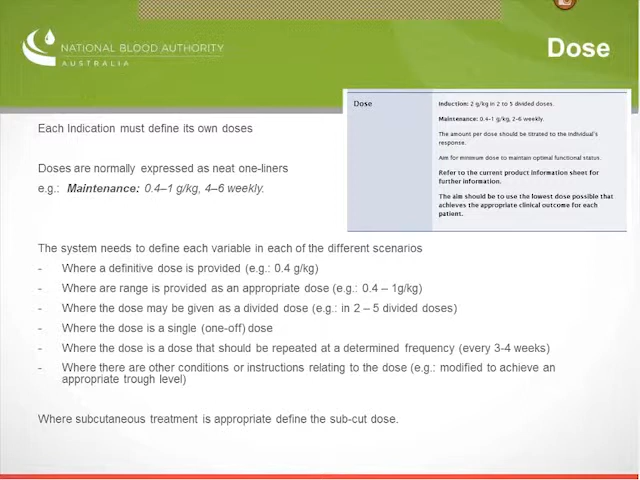 NATIONAL BLOOD AUTHORITY
AUSTRALIA
Dose
Dose
Induction: 2 g/kg in 2 to 5 divided doses.
Maintenance: 0.4-1 g/kg, 2-6 weekly.
The amount per dose should be titrated to the individual's
response.
Aim for minimum dose to maintain optimal functional status.
Refer to the current product information sheet for
further information.
The aim should be to use the lowest dose possible that
achieves the appropriate clinical outcome for each
patient.
Each Indication must define its own doses
Doses are normally expressed as neat one-liners
e.g.: Maintenance: 0.4–1 g/kg, 4–6 weekly.
The system needs to define each variable in each of the different scenarios
- Where a definitive dose is provided (e.g.: 0.4 g/kg)
- Where are range is provided as an appropriate dose (e.g.: 0.4 – 1g/kg)
- Where the dose may be given as a divided dose (e.g.: in 2 – 5 divided doses)
- Where the dose is a single (one-off) dose
- Where the dose is a dose that should be repeated at a determined frequency (every 3-4 weeks)
- Where there are other conditions or instructions relating to the dose (e.g.: modified to achieve an
appropriate trough level)
Where subcutaneous treatment is appropriate define the sub-cut dose.